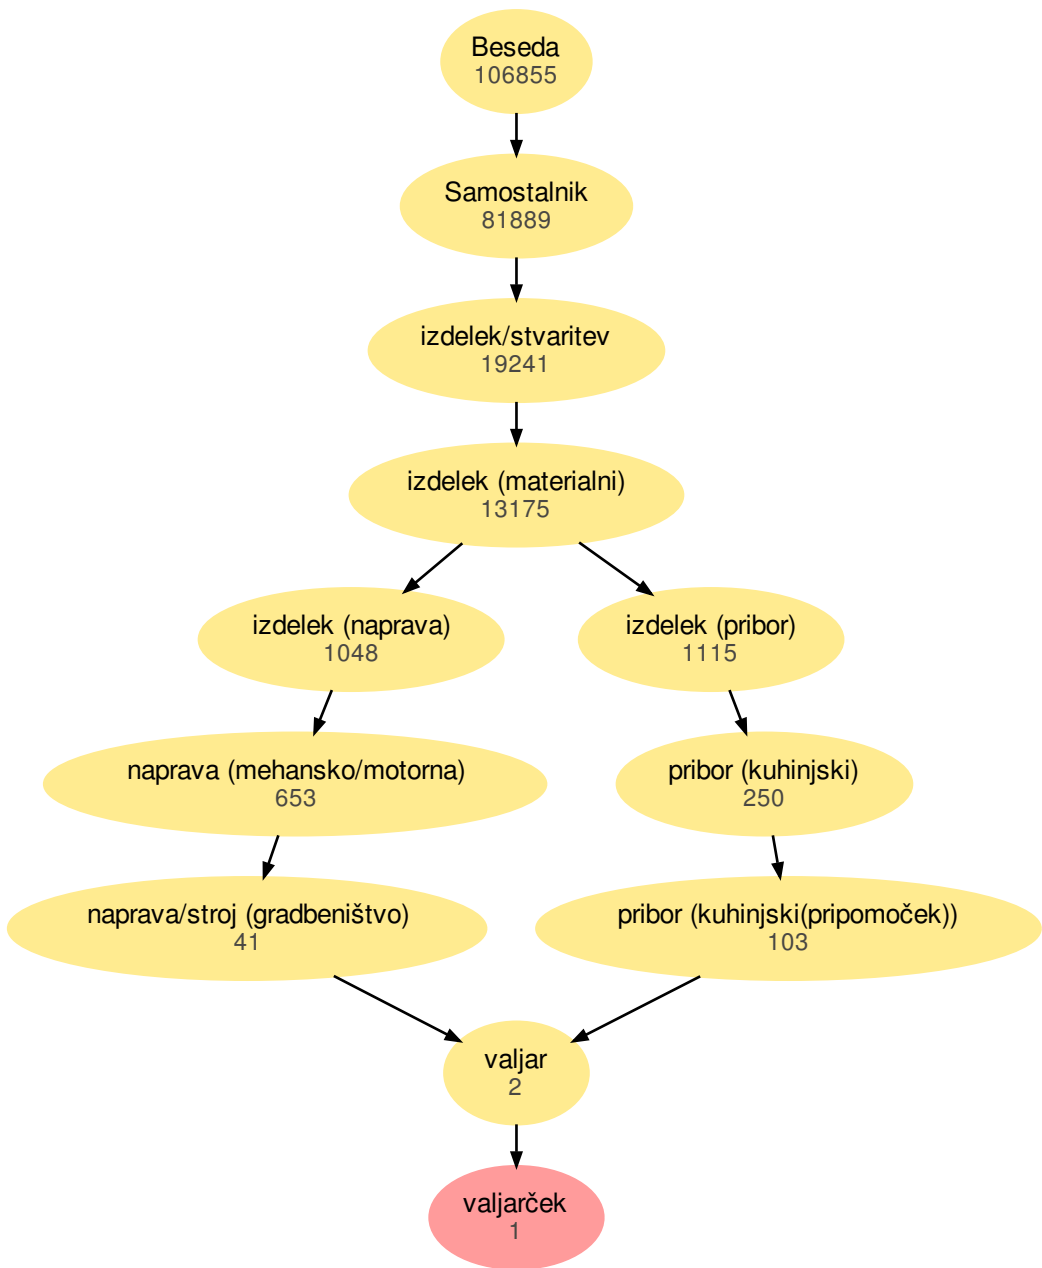 Beseda
106855
Samostalnik
81889
izdelek/stvaritev
19241
izdelek (materialni)
13175
izdelek (naprava)
1048
izdelek (pribor)
1115
naprava (mehansko/motorna)
653
pribor (kuhinjski)
250
naprava/stroj (gradbeništvo)
41
pribor (kuhinjski(pripomoček))
103
valjar
2
valjarček
1